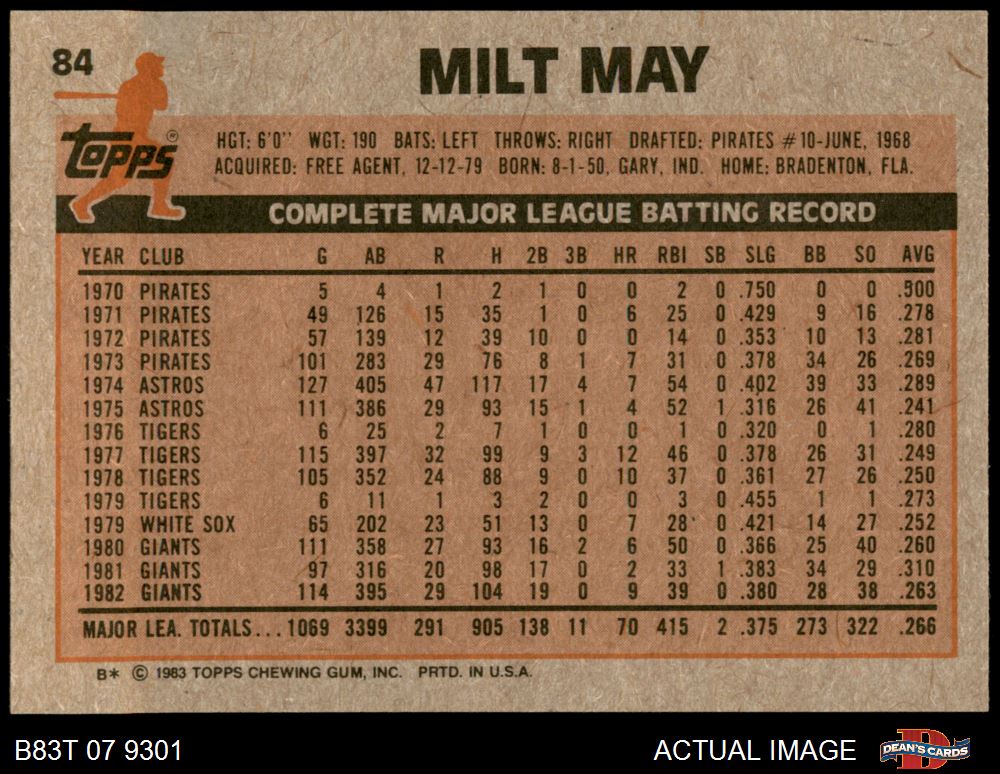 84
MILT MAY
Topps®
HGT: 6'0" WGT: 190 BATS: LEFT THROWS: RIGHT DRAFTED: PIRATES #10-JUNE, 1968
ACQUIRED: FREE AGENT, 12-12-79 BORN: 8-1-50, GARY, IND. HOME: BRADENTON, FLA.
COMPLETE MAJOR LEAGUE BATTING RECORD
YEAR CLUB G AB R H 2B 3B HR RBI SB SLG BB SO AVG
1970 PIRATES 5 4 1 2 1 0 0 2 0 .750 0 0 .500
1971 PIRATES 49 126 15 35 1 0 6 25 0 .429 9 16 .278
1972 PIRATES 57 139 12 39 10 0 0 14 0 .353 10 13 .281
1973 PIRATES 101 283 29 76 8 1 7 31 0 .378 34 26 .269
1974 ASTROS 127 405 47 117 17 4 7 54 0 .402 39 33 .289
1975 ASTROS 111 386 29 93 15 1 4 52 1 .316 26 41 .241
1976 TIGERS 6 25 2 7 1 0 0 1 0 .320 0 1 .280
1977 TIGERS 115 397 32 99 9 3 12 46 0 .378 26 31 .249
1978 TIGERS 105 352 24 88 9 0 10 37 0 .361 27 26 .250
1979 TIGERS 6 11 1 3 2 0 0 3 0 .455 1 1 .273
1979 WHITE SOX 65 202 23 51 13 0 7 28 0 .421 14 27 .252
1980 GIANTS 111 358 27 93 16 2 6 50 0 .366 25 40 .260
1981 GIANTS 97 316 20 98 17 0 2 33 1 .383 34 29 .310
1982 GIANTS 114 395 29 104 19 0 9 39 0 .380 28 38 .263
MAJOR LEA. TOTALS... 1069 3399 291 905 138 11 70 415 2 .375 273 322 .266
B* © 1983 TOPPS CHEWING GUM, INC. PRTD. IN U.S.A.
B83T 07 9301 ACTUAL IMAGE DEAN'S CARDS